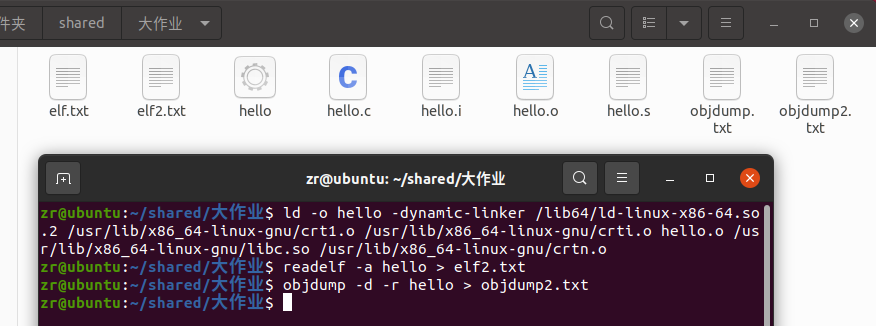 件夹 shared 大作业
elf.txt elf2.txt hello hello.c hello.i hello.o hello.s objdump. objdump2.
txt txt
zr@ubuntu: ~/shared/大作业
zr@ubuntu:~/shared/大作业$ ld -o hello -dynamic-linker /lib64/ld-linux-x86-64.so
.2 /usr/lib/x86_64-linux-gnu/crt1.o /usr/lib/x86_64-linux-gnu/crti.o hello.o /us
r/lib/x86_64-linux-gnu/libc.so /usr/lib/x86_64-linux-gnu/crtn.o
zr@ubuntu:~/shared/大作业$ readelf -a hello > elf2.txt
zr@ubuntu:~/shared/大作业$ objdump -d -r hello > objdump2.txt
zr@ubuntu:~/shared/大作业$